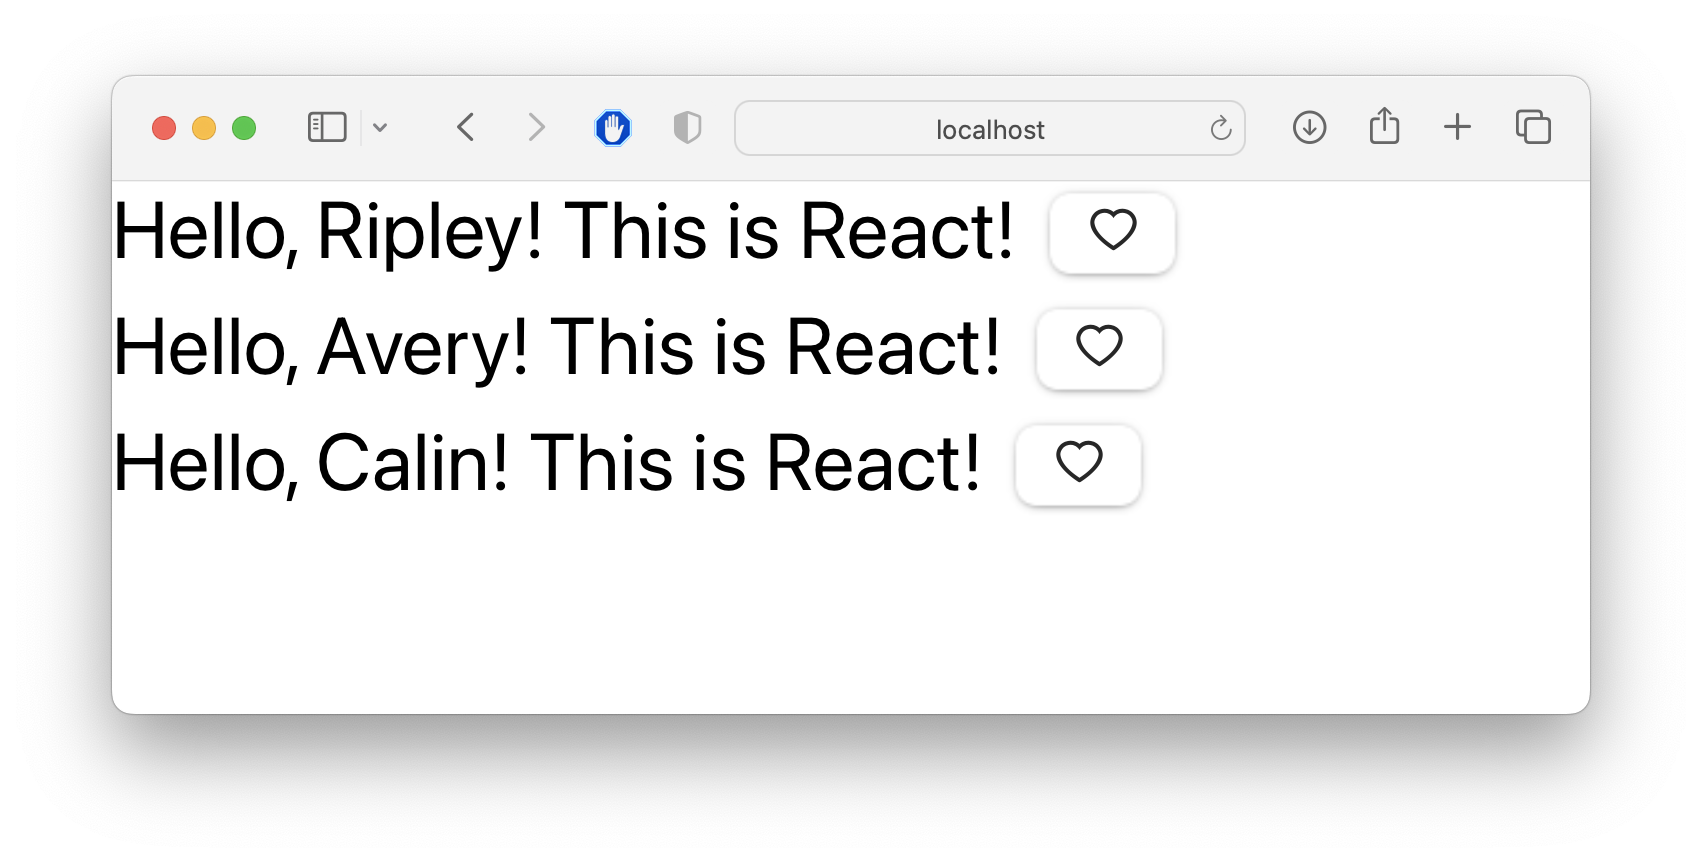 localhost
Hello, Ripley! This is React!
Hello, Avery! This is React!
Hello, Calin! This is React!